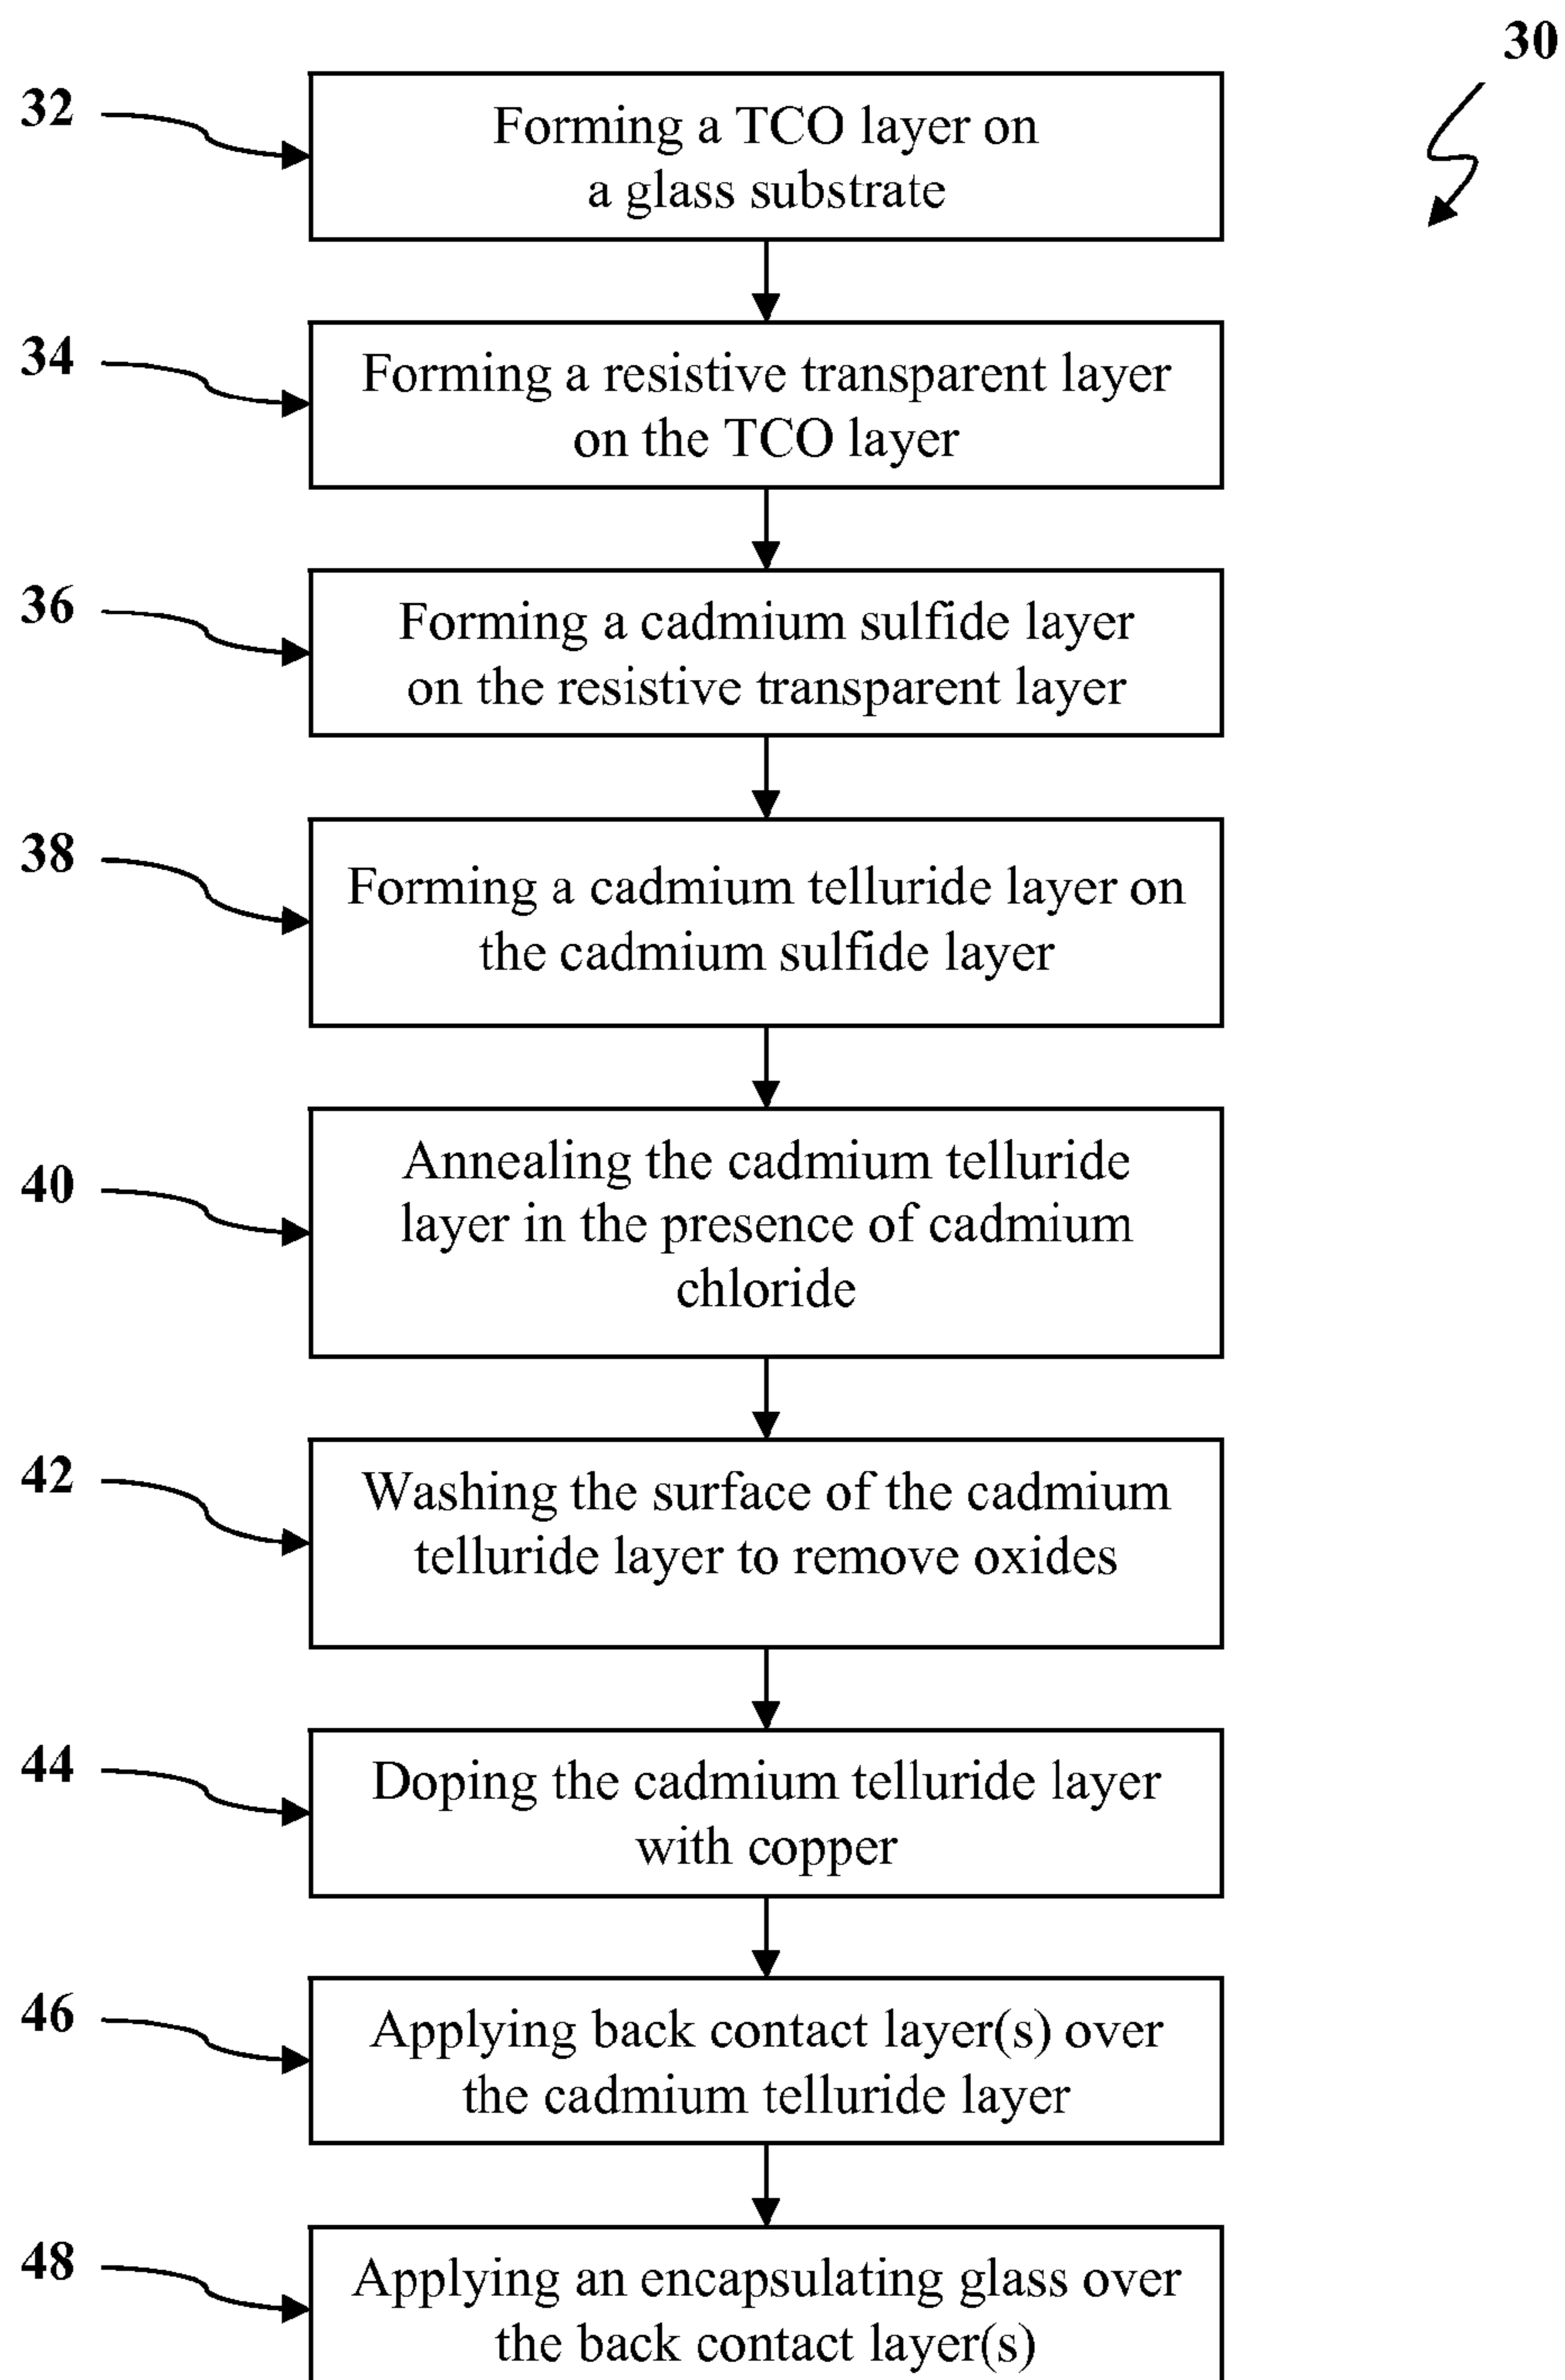 30
32
Forming a TCO layer on
a glass substrate
34
Forming a resistive transparent layer
on the TCO layer
36
Forming a cadmium sulfide layer
on the resistive transparent layer
38
Forming a cadmium telluride layer on
the cadmium sulfide layer
40
Annealing the cadmium telluride
layer in the presence of cadmium
chloride
42
Washing the surface of the cadmium
telluride layer to remove oxides
44
Doping the cadmium telluride layer
with copper
46
Applying back contact layer(s) over
the cadmium telluride layer
48
Applying an encapsulating glass over
the back contact layer(s)